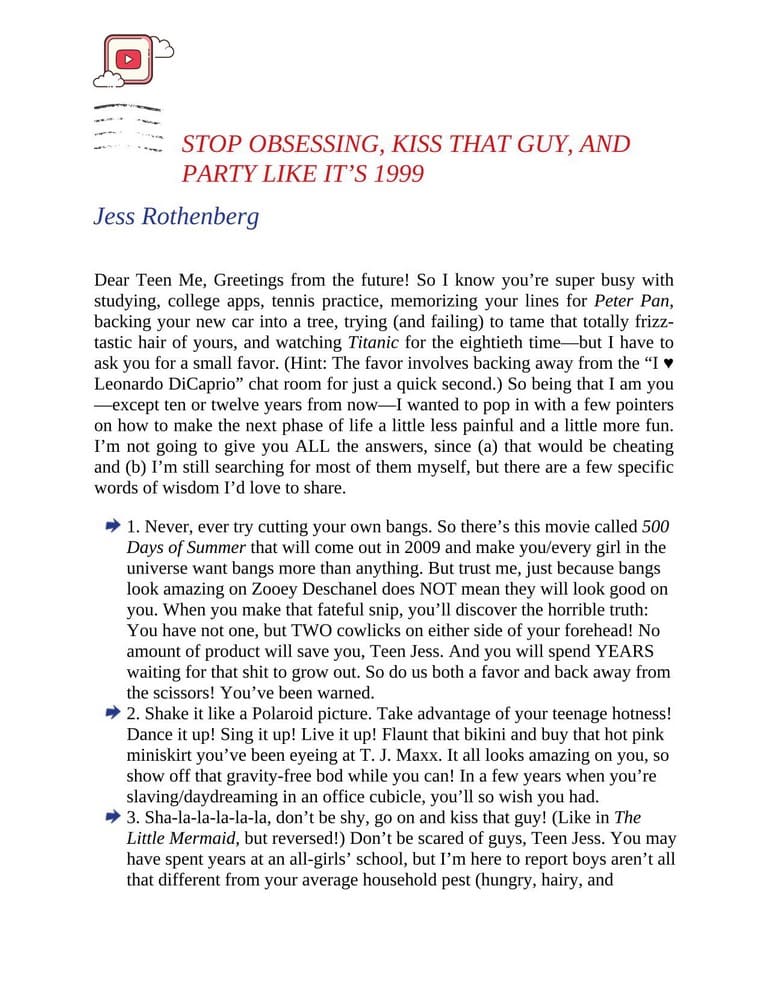 STOP OBSESSING, KISS THAT GUY, AND
PARTY LIKE IT’S 1999
Jess Rothenberg
Dear Teen Me, Greetings from the future! So I know you’re super busy with
studying, college apps, tennis practice, memorizing your lines for Peter Pan,
backing your new car into a tree, trying (and failing) to tame that totally frizz-
tastic hair of yours, and watching Titanic for the eightieth time—but I have to
ask you for a small favor. (Hint: The favor involves backing away from the “I ♥
Leonardo DiCaprio” chat room for just a quick second.) So being that I am you
—except ten or twelve years from now—I wanted to pop in with a few pointers
on how to make the next phase of life a little less painful and a little more fun.
I’m not going to give you ALL the answers, since (a) that would be cheating
and (b) I’m still searching for most of them myself, but there are a few specific
words of wisdom I’d love to share.
1. Never, ever try cutting your own bangs. So there’s this movie called 500
Days of Summer that will come out in 2009 and make you/every girl in the
universe want bangs more than anything. But trust me, just because bangs
look amazing on Zooey Deschanel does NOT mean they will look good on
you. When you make that fateful snip, you’ll discover the horrible truth:
You have not one, but TWO cowlicks on either side of your forehead! No
amount of product will save you, Teen Jess. And you will spend YEARS
waiting for that shit to grow out. So do us both a favor and back away from
the scissors! You’ve been warned.
2. Shake it like a Polaroid picture. Take advantage of your teenage hotness!
Dance it up! Sing it up! Live it up! Flaunt that bikini and buy that hot pink
miniskirt you’ve been eyeing at T. J. Maxx. It all looks amazing on you, so
show off that gravity-free bod while you can! In a few years when you’re
slaving/daydreaming in an office cubicle, you’ll so wish you had.
3. Sha-la-la-la-la-la, don’t be shy, go on and kiss that guy! (Like in The
Little Mermaid, but reversed!) Don’t be scared of guys, Teen Jess. You may
have spent years at an all-girls’ school, but I’m here to report boys aren’t all
that different from your average household pest (hungry, hairy, and